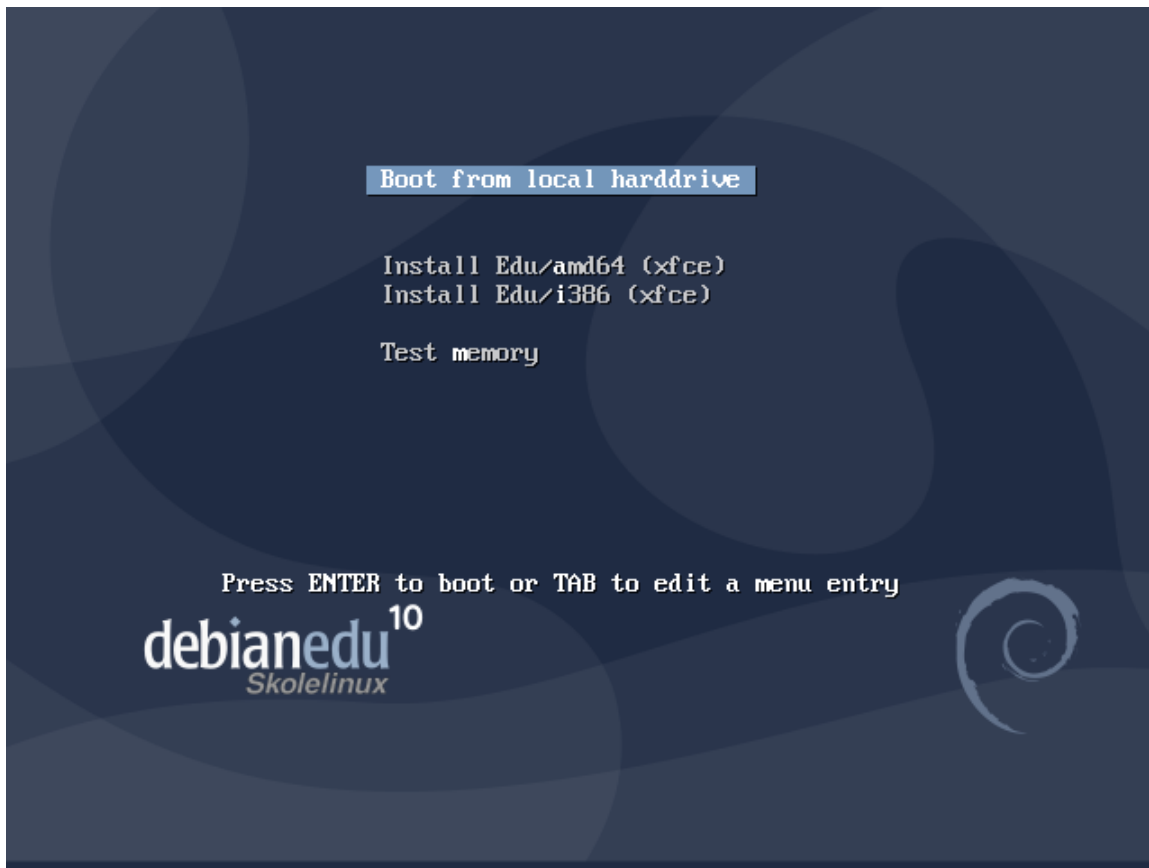 Boot from local harddrive
Install Edu/amd64 (xfce)
Install Edu/i386 (xfce)
Test memory
Press ENTER to boot or TAB to edit a menu entry
debianedu 10
Skolelinux